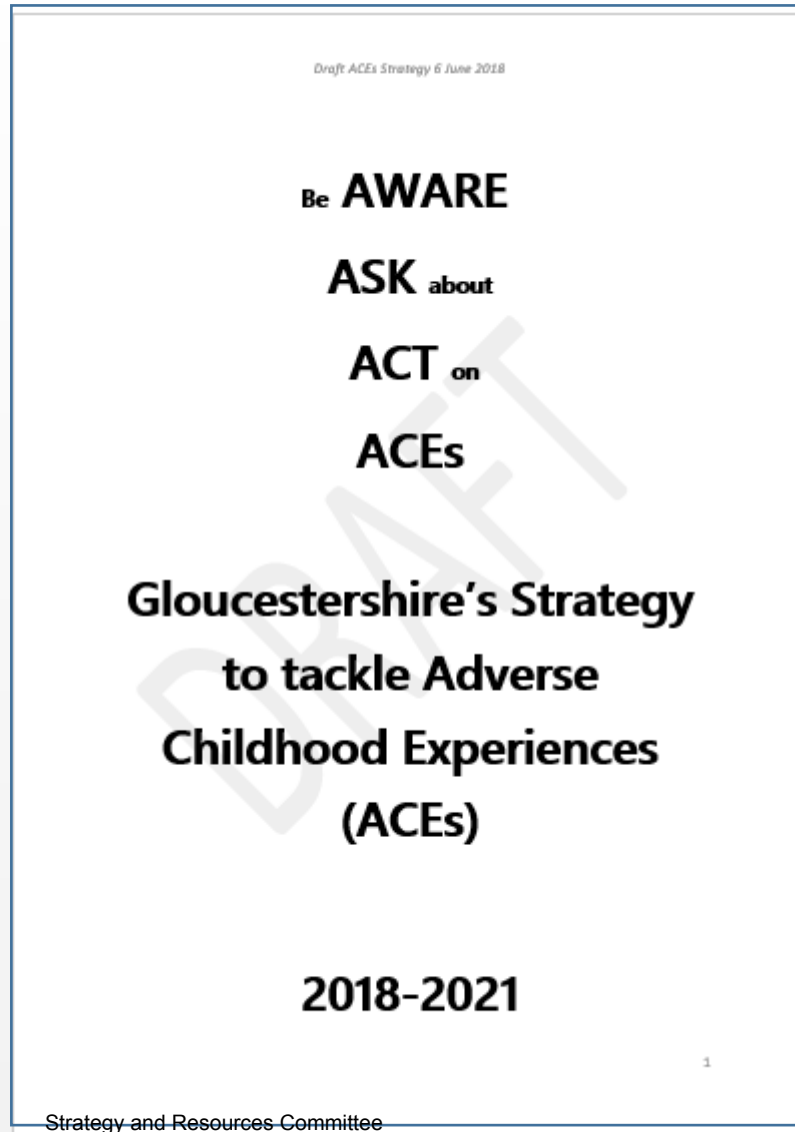 Draft ACEs Strategy 6 June 2018
Be AWARE
ASK about
ACT on
ACEs
DRAFT
Gloucestershire’s Strategy
to tackle Adverse
Childhood Experiences
(ACEs)
2018-2021
1
Strategy and Resources Committee